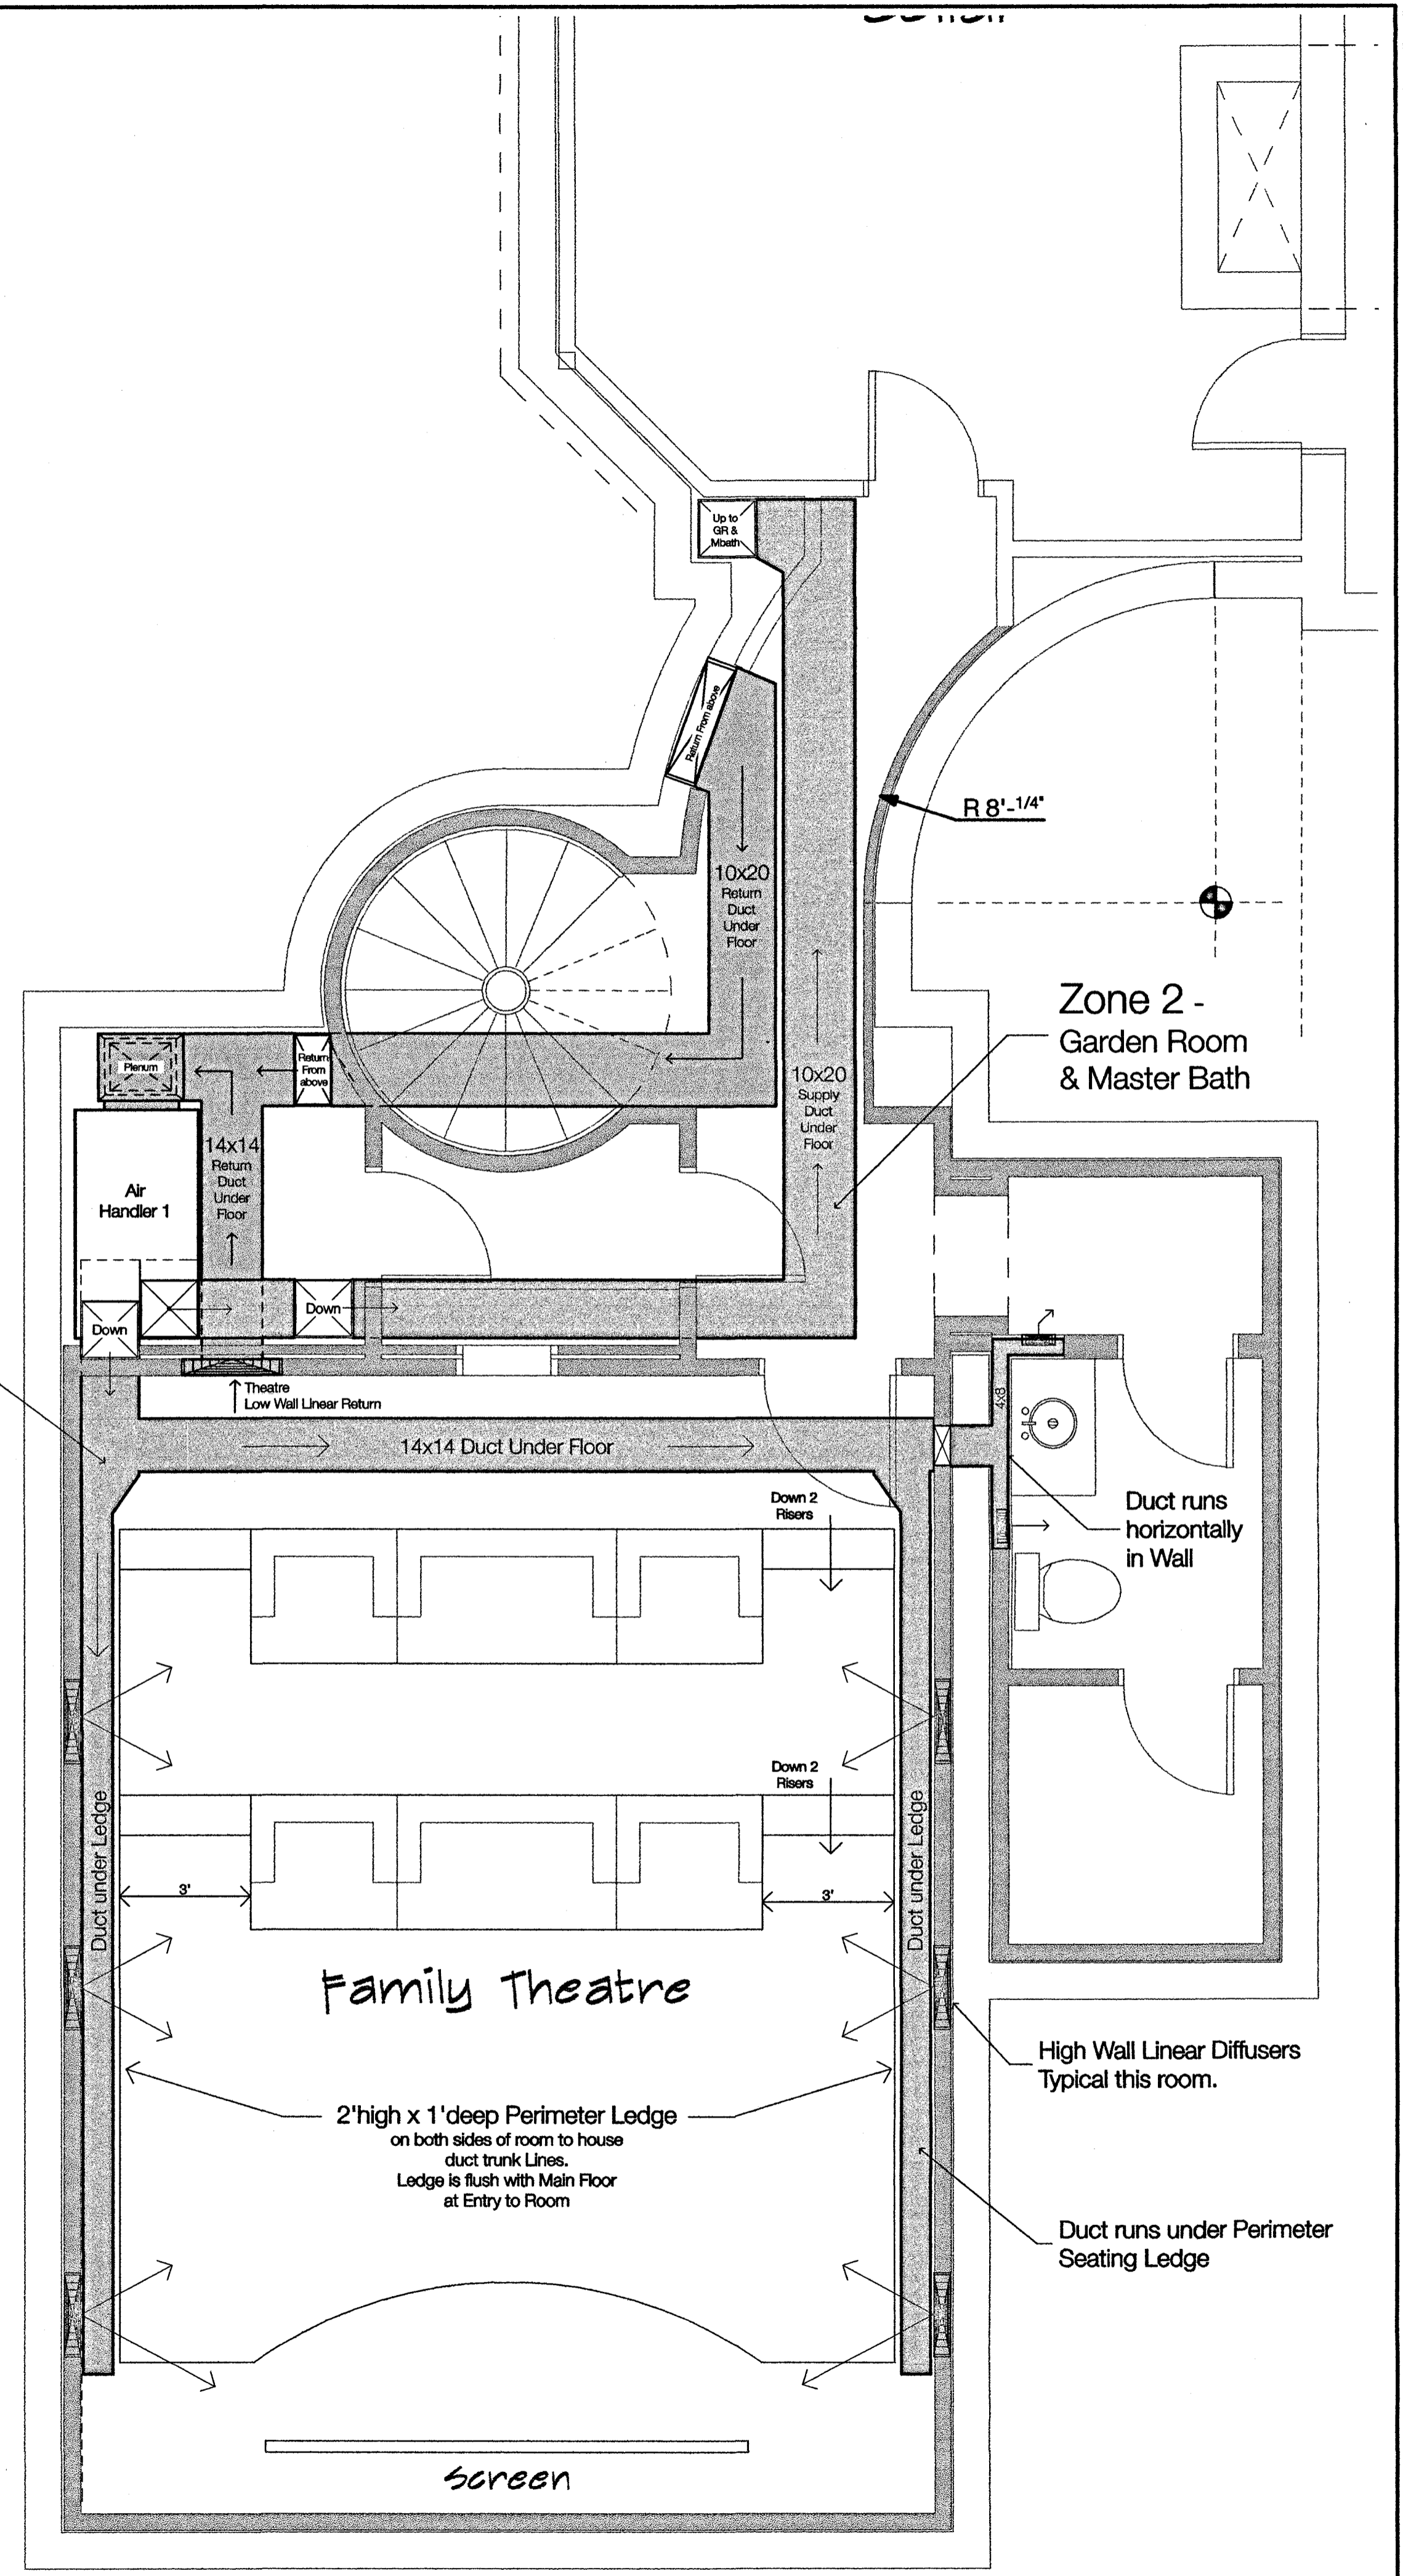 Up to
GR &
Mbath
Return From above
R 8'-1/4"
10x20
Return
Duct
Under
Floor
Zone 2 -
Garden Room
& Master Bath
Plenum
Return
From
above
10x20
Supply
Duct
Under
Floor
14x14
Return
Duct
Under
Floor
Air
Handler 1
Down
Down
Theatre
Low Wall Linear Return
4x8
14x14 Duct Under Floor
Down 2
Risers
Duct runs
horizontally
in Wall
Down 2
Risers
Duct under Ledge
Duct under Ledge
3'
3'
Family Theatre
High Wall Linear Diffusers
Typical this room.
2'high x 1'deep Perimeter Ledge
on both sides of room to house
duct trunk Lines.
Ledge is flush with Main Floor
at Entry to Room
Duct runs under Perimeter
Seating Ledge
Screen